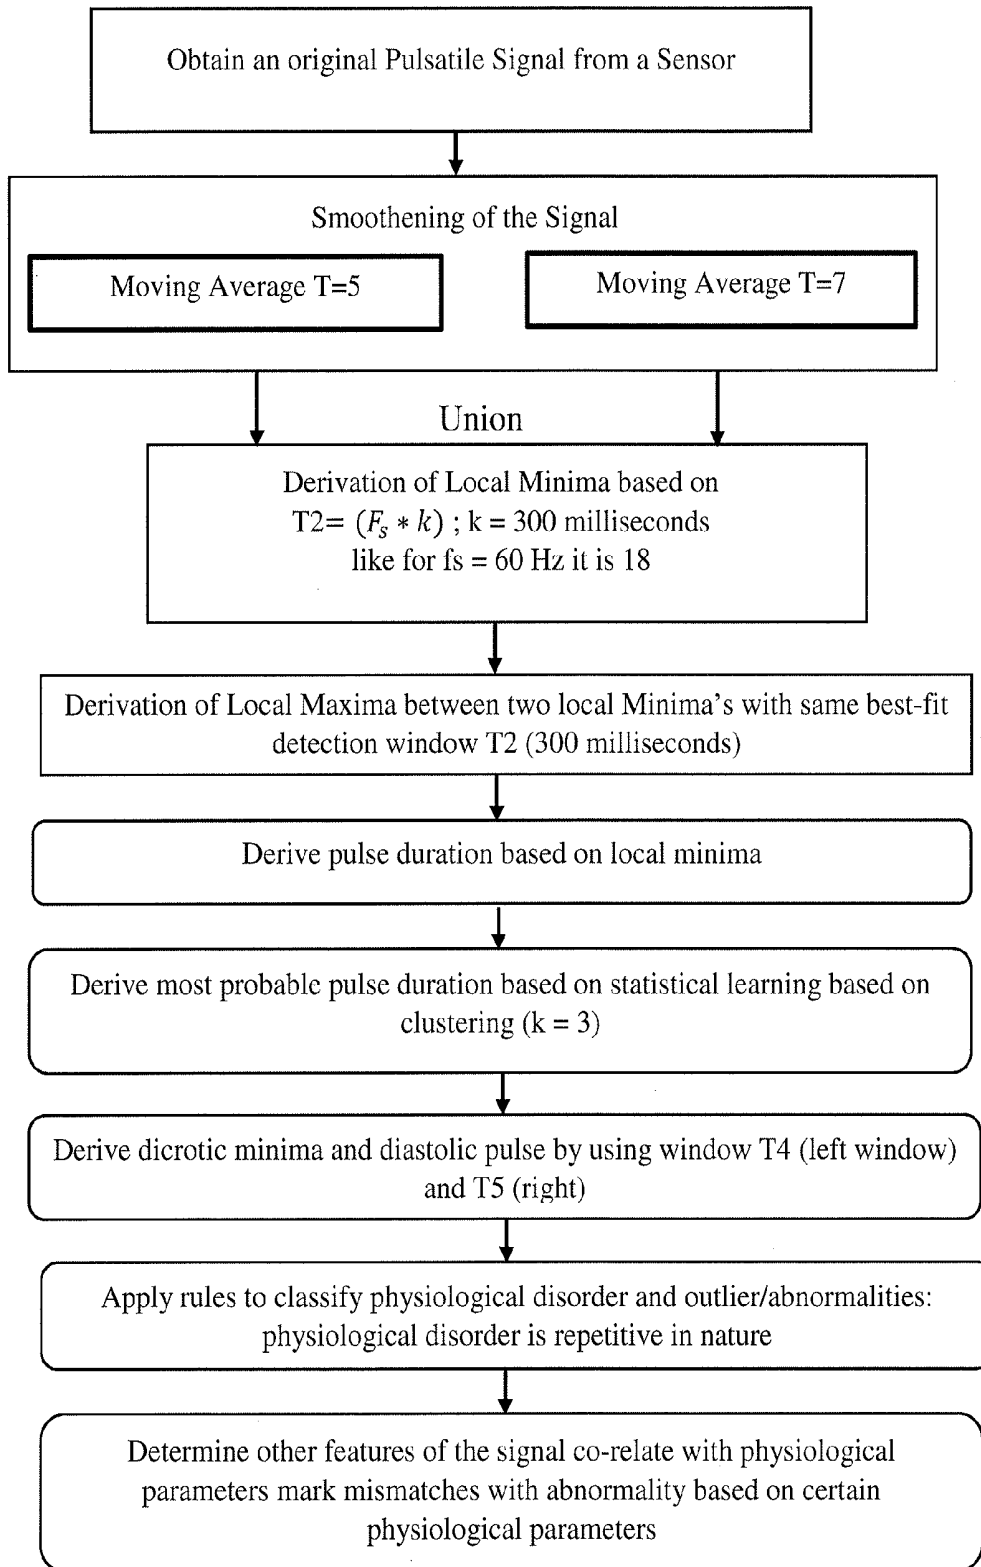 Obtain an original Pulsatile Signal from a Sensor
Smoothening of the Signal
Moving Average T=5
Moving Average T=7
Union
Derivation of Local Minima based on
T2= (F_s * k) ; k = 300 milliseconds
like for fs = 60 Hz it is 18
Derivation of Local Maxima between two local Minima's with same best-fit
detection window T2 (300 milliseconds)
Derive pulse duration based on local minima
Derive most probable pulse duration based on statistical learning based on
clustering (k = 3)
Derive dicrotic minima and diastolic pulse by using window T4 (left window)
and T5 (right)
Apply rules to classify physiological disorder and outlier/abnormalities:
physiological disorder is repetitive in nature
Determine other features of the signal co-relate with physiological
parameters mark mismatches with abnormality based on certain
physiological parameters